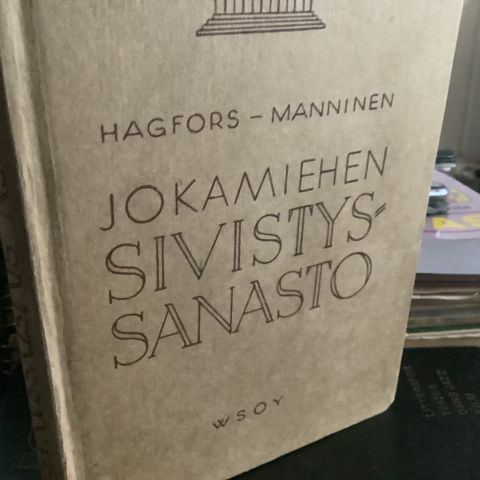 HAGFORS – MANNINEN
JOKAMIEHEN
SIVISTYS-
SANASTO
WSOY